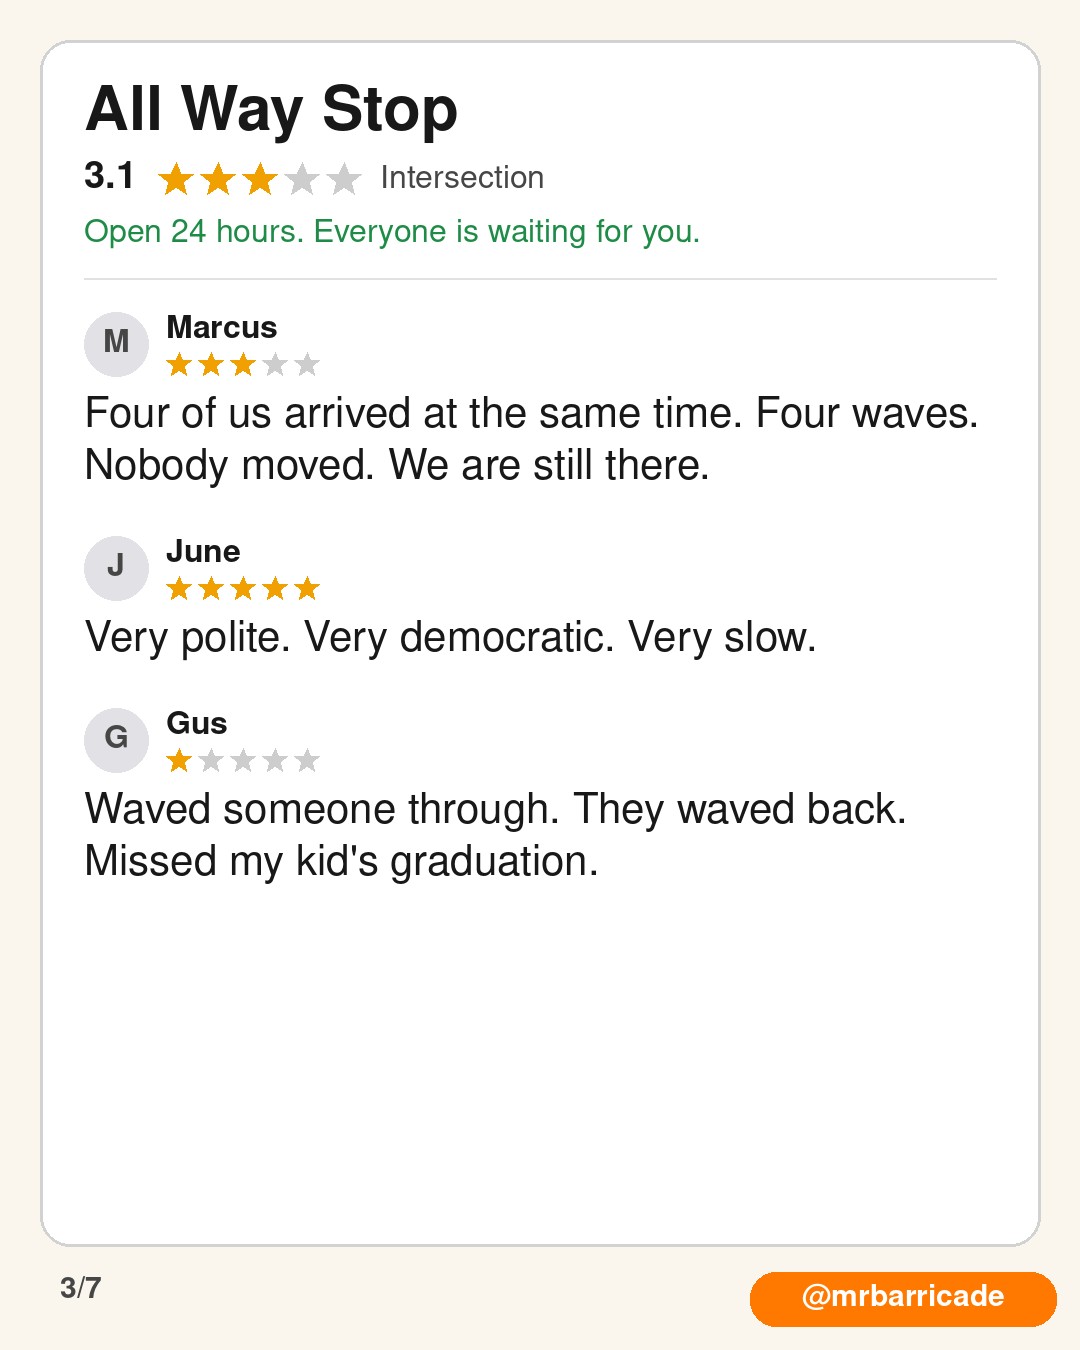 All Way Stop
3.1 Intersection
Open 24 hours. Everyone is waiting for you.
M Marcus
Four of us arrived at the same time. Four waves.
Nobody moved. We are still there.
J June
Very polite. Very democratic. Very slow.
G Gus
Waved someone through. They waved back.
Missed my kid's graduation.
3/7
@mrbarricade